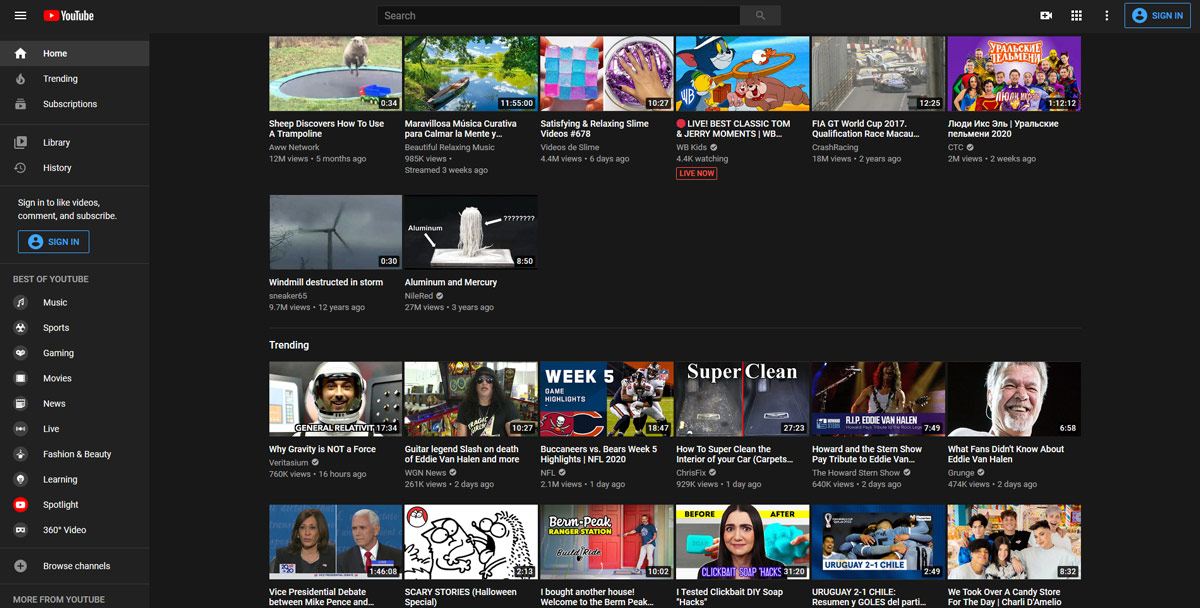 YouTube
Search
SIGN IN
Home
Trending
Subscriptions
Library
History
Sign in to like videos,
comment, and subscribe.
SIGN IN
BEST OF YOUTUBE
Music
Sports
Gaming
Movies
News
Live
Fashion & Beauty
Learning
Spotlight
360° Video
Browse channels
MORE FROM YOUTUBE
0:34
Sheep Discovers How To Use
A Trampoline
Aww Network
12M views • 5 months ago
11:55:00
Maravillosa Música Curativa
para Calmar la Mente y...
Beautiful Relaxing Music
985K views •
Streamed 3 weeks ago
10:27
Satisfying & Relaxing Slime
Videos #678
Videos de Slime
4.4M views • 6 days ago
WB
LIVE! BEST CLASSIC TOM
& JERRY MOMENTS | WB...
WB Kids
4.4K watching
LIVE NOW
12:25
FIA GT World Cup 2017.
Qualification Race Macau...
CrashRacing
18M views • 2 years ago
УРАЛЬСКИЕ
ПЕЛЬМЕНИ
ЛЮДИ ИКС
1:12:12
Люди Икс Эль | Уральские
пельмени 2020
СТС
2M views • 2 weeks ago
0:30
Windmill destructed in storm
sneaker65
9.7M views • 12 years ago
Aluminum
????????
8:50
Aluminum and Mercury
NileRed
27M views • 3 years ago
Trending
GENERAL RELATIVIT
17:34
Why Gravity is NOT a Force
Veritasium
760K views • 16 hours ago
10:27
Guitar legend Slash on death
of Eddie Van Halen and more
WGN News
261K views • 2 days ago
WEEK 5
GAME
HIGHLIGHTS
18:47
Buccaneers vs. Bears Week 5
Highlights | NFL 2020
NFL
2.1M views • 1 day ago
Super Clean
27:23
How To Super Clean the
Interior of your Car (Carpets...
ChrisFix
929K views • 1 day ago
R.I.P. EDDIE VAN HALEN
7:49
Howard and the Stern Show
Pay Tribute to Eddie Van...
The Howard Stern Show
640K views • 2 days ago
6:58
What Fans Didn't Know About
Eddie Van Halen
Grunge
474K views • 2 days ago
1:46:08
Vice Presidential Debate
between Mike Pence and...
2:13
SCARY STORIES (Halloween
Special)
Berm-Peak
RANGER STATION
Build/Ride
10:02
I bought another house!
Welcome to the Berm Peak...
BEFORE
AFTER
CLICKBAIT SOAP "HACKS"
31:20
I Tested Clickbait DIY Soap
"Hacks"
URUGUAY 2-1 CHILE
2:49
URUGUAY 2-1 CHILE:
Resumen y GOLES del parti...
8:32
We Took Over A Candy Store
For The Day | Charli D'Amelio